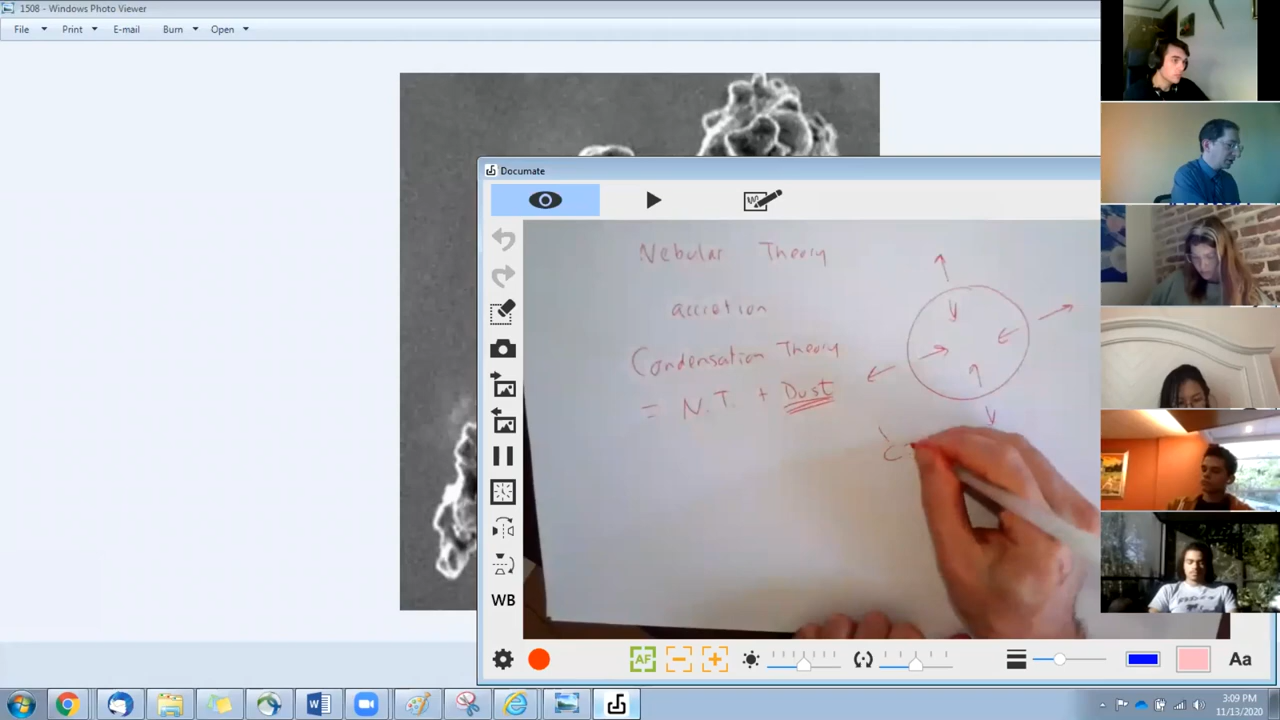 1508 - Windows Photo Viewer
File Print E-mail Burn Open
Documate
Nebular Theory
accretion
Condensation Theory
= N.T. + Dust
C
WB
AF
Aa
3:09 PM
11/13/2020